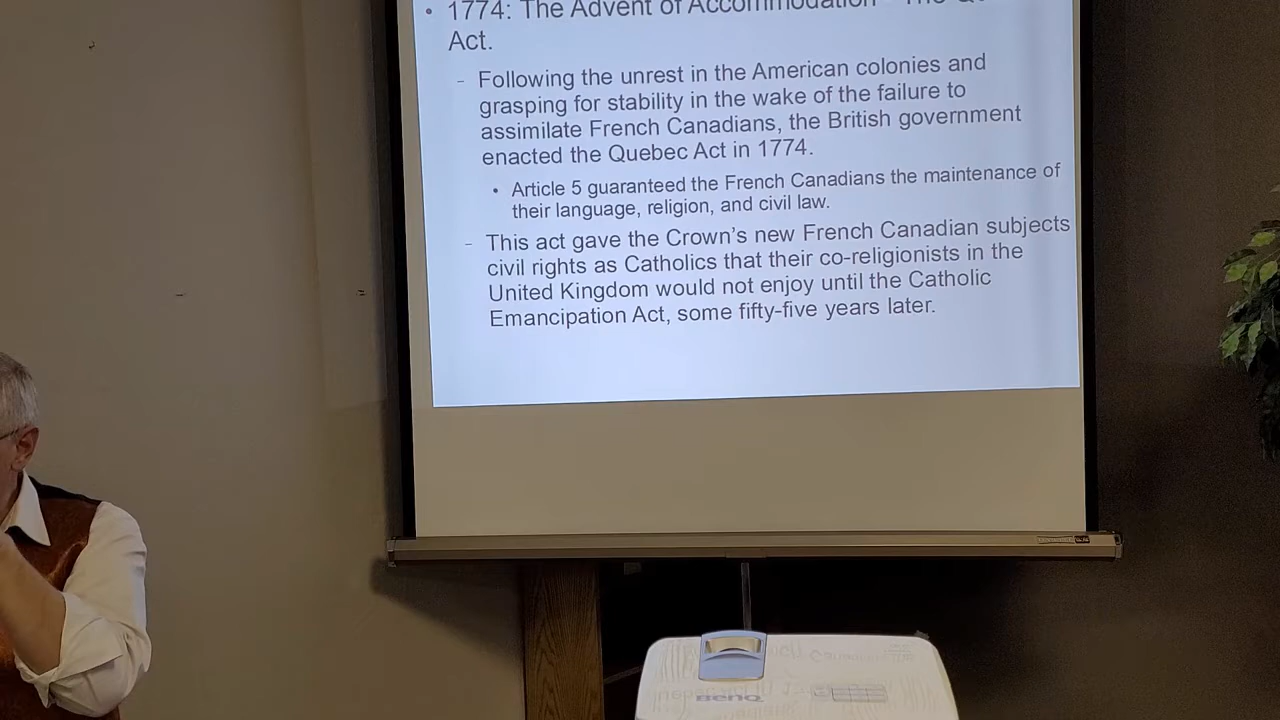 • 1774: The Advent of Accommodation - The
Act.
- Following the unrest in the American colonies and
grasping for stability in the wake of the failure to
assimilate French Canadians, the British government
enacted the Quebec Act in 1774.
• Article 5 guaranteed the French Canadians the maintenance of
their language, religion, and civil law.
- This act gave the Crown’s new French Canadian subjects
civil rights as Catholics that their co-religionists in the
United Kingdom would not enjoy until the Catholic
Emancipation Act, some fifty-five years later.
BenQ